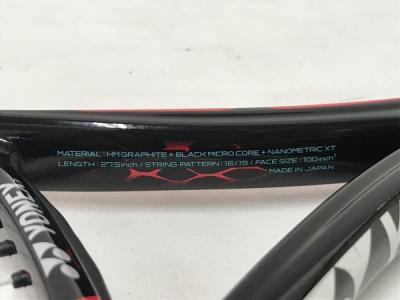 MATERIAL : HM GRAPHITE + BLACK MICRO CORE + NANOMETRIC XT
LENGTH : 27.5inch / STRING PATTERN : 16/19 / FACE SIZE : 100inch²
MADE IN JAPAN
YONEX